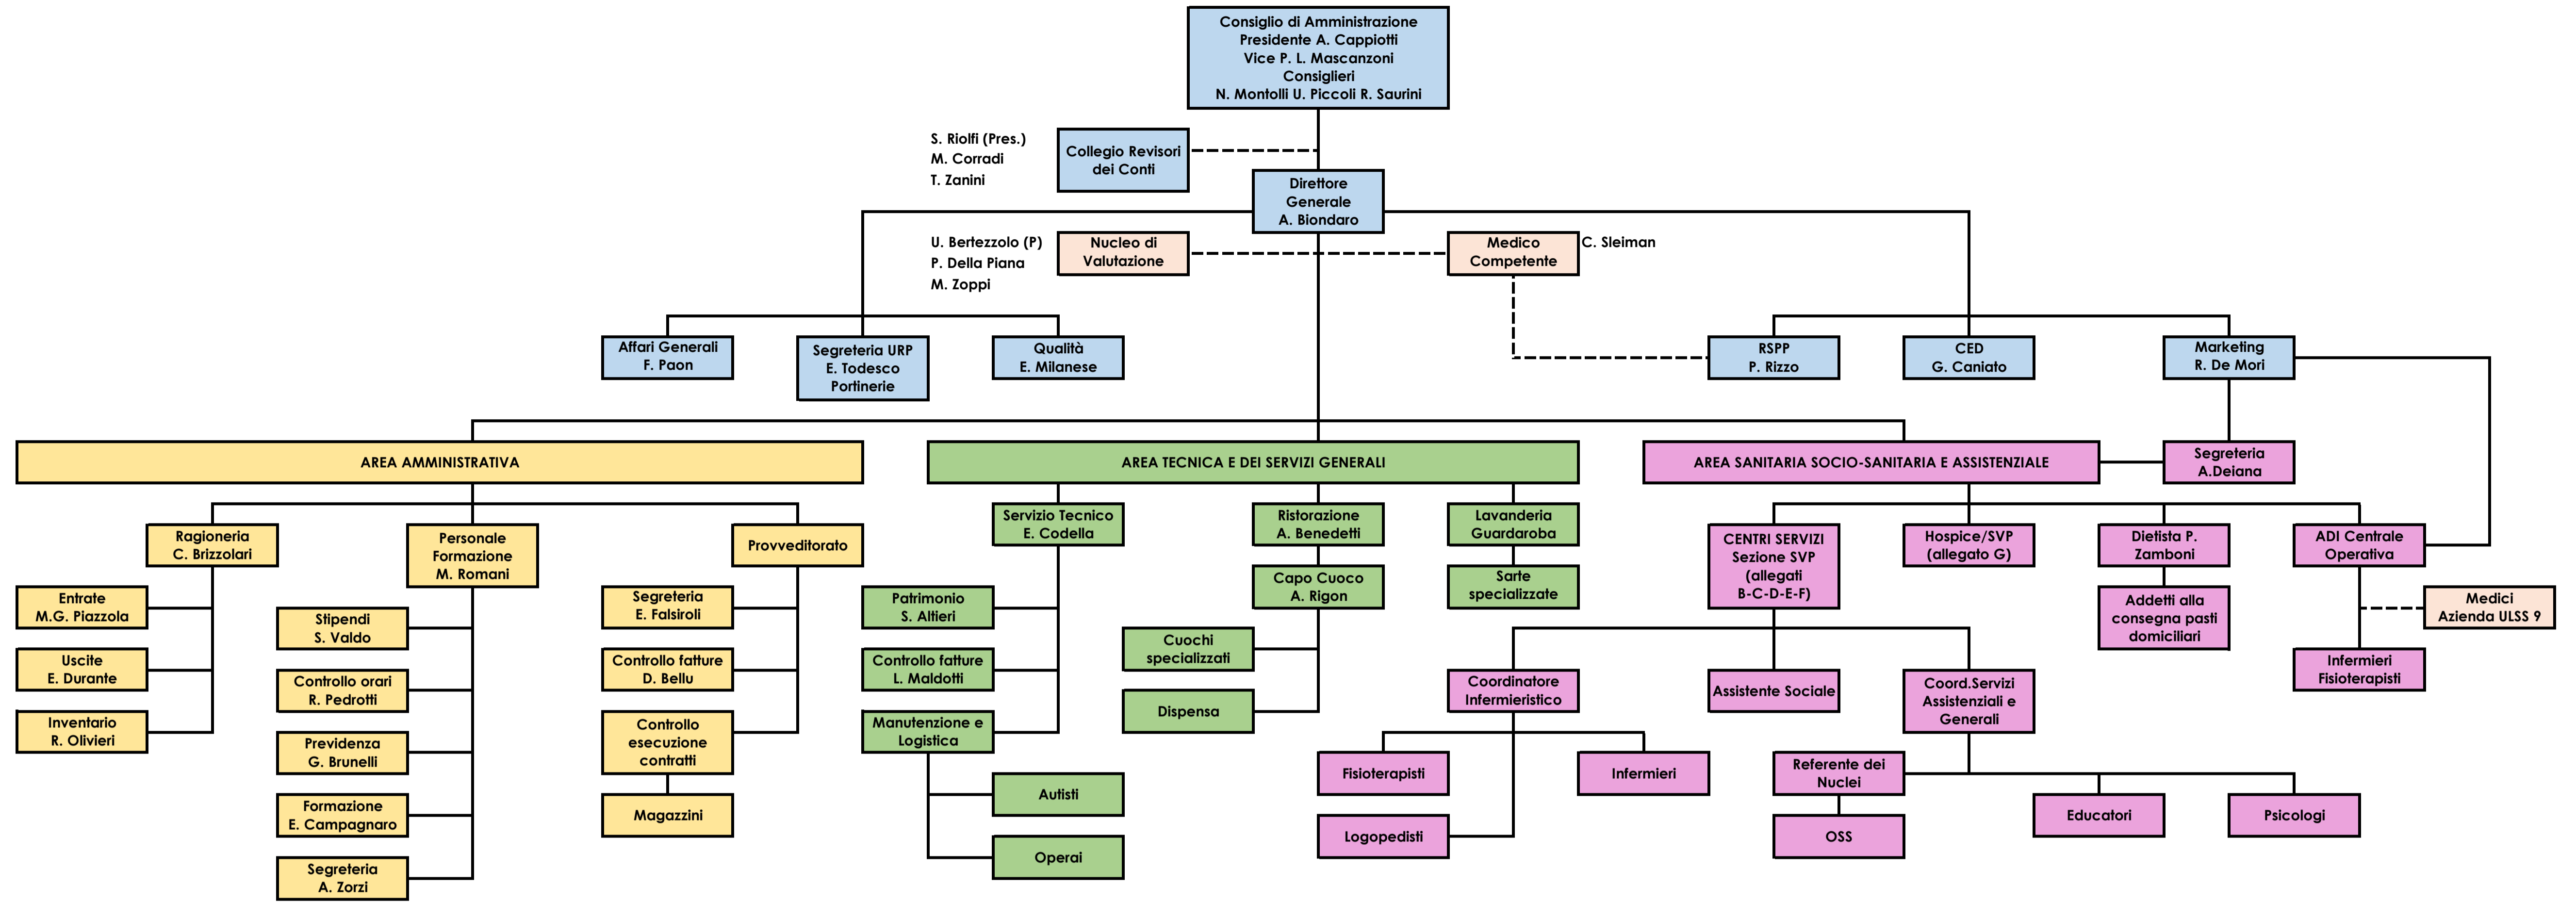 Consiglio di Amministrazione
Presidente A. Cappiotti
Vice P. L. Mascanzoni
Consiglieri
N. Montolli U. Piccoli R. Saurini
S. Riolfi (Pres.)
M. Corradi
T. Zanini
Collegio Revisori
dei Conti
Direttore
Generale
A. Biondaro
U. Bertezzolo (P)
P. Della Piana
M. Zoppi
Nucleo di
Valutazione
Medico
Competente
C. Sleiman
Affari Generali
F. Paon
Segreteria URP
E. Todesco
Portinerie
Qualità
E. Milanese
RSPP
P. Rizzo
CED
G. Caniato
Marketing
R. De Mori
AREA AMMINISTRATIVA
AREA TECNICA E DEI SERVIZI GENERALI
AREA SANITARIA SOCIO-SANITARIA E ASSISTENZIALE
Segreteria
A.Deiana
Ragioneria
C. Brizzolari
Personale
Formazione
M. Romani
Provveditorato
Servizio Tecnico
E. Codella
Ristorazione
A. Benedetti
Lavanderia
Guardaroba
CENTRI SERVIZI
Sezione SVP
(allegati
B-C-D-E-F)
Hospice/SVP
(allegato G)
Dietista P.
Zamboni
ADI Centrale
Operativa
Entrate
M.G. Piazzola
Uscite
E. Durante
Inventario
R. Olivieri
Stipendi
S. Valdo
Controllo orari
R. Pedrotti
Previdenza
G. Brunelli
Formazione
E. Campagnaro
Segreteria
A. Zorzi
Segreteria
E. Falsiroli
Controllo fatture
D. Bellu
Controllo
esecuzione
contratti
Magazzini
Patrimonio
S. Altieri
Controllo fatture
L. Maldotti
Manutenzione e
Logistica
Autisti
Operai
Capo Cuoco
A. Rigon
Cuochi
specializzati
Dispensa
Sarte
specializzate
Addetti alla
consegna pasti
domiciliari
Medici
Azienda ULSS 9
Infermieri
Fisioterapisti
Coordinatore
Infermieristico
Assistente Sociale
Coord.Servizi
Assistenziali e
Generali
Fisioterapisti
Infermieri
Logopedisti
Referente dei
Nuclei
OSS
Educatori
Psicologi